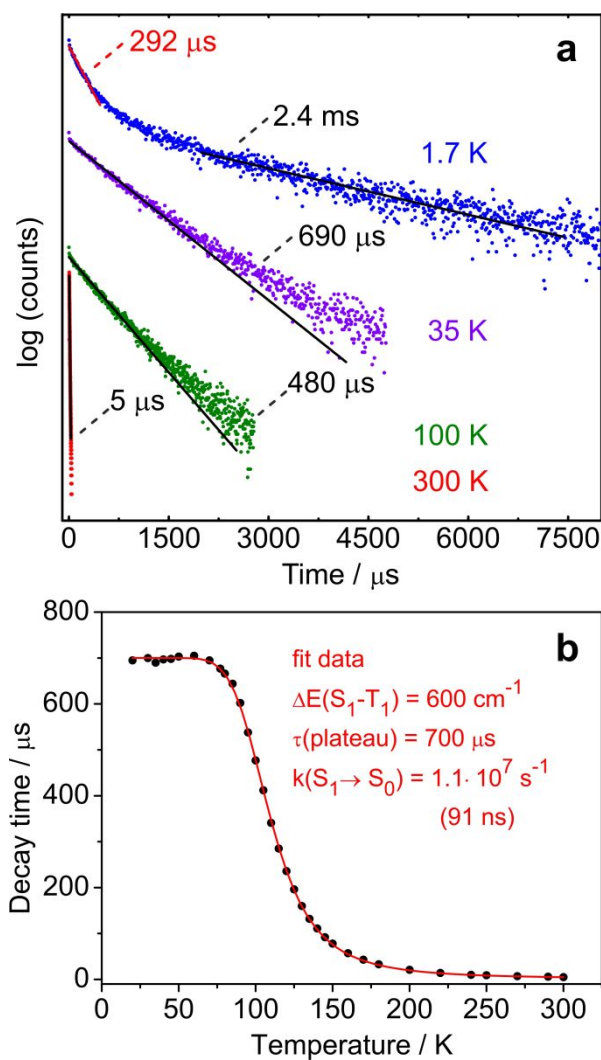 a
292 μs
2.4 ms
1.7 K
690 μs
35 K
480 μs
5 μs
100 K
300 K
log (counts)
0 1500 3000 4500 6000 7500
Time / μs
b
800
600
400
200
0
fit data
ΔE(S₁-T₁) = 600 cm⁻¹
τ(plateau) = 700 μs
k(S₁→ S₀) = 1.1· 10⁷ s⁻¹
(91 ns)
Decay time / μs
0 50 100 150 200 250 300
Temperature / K